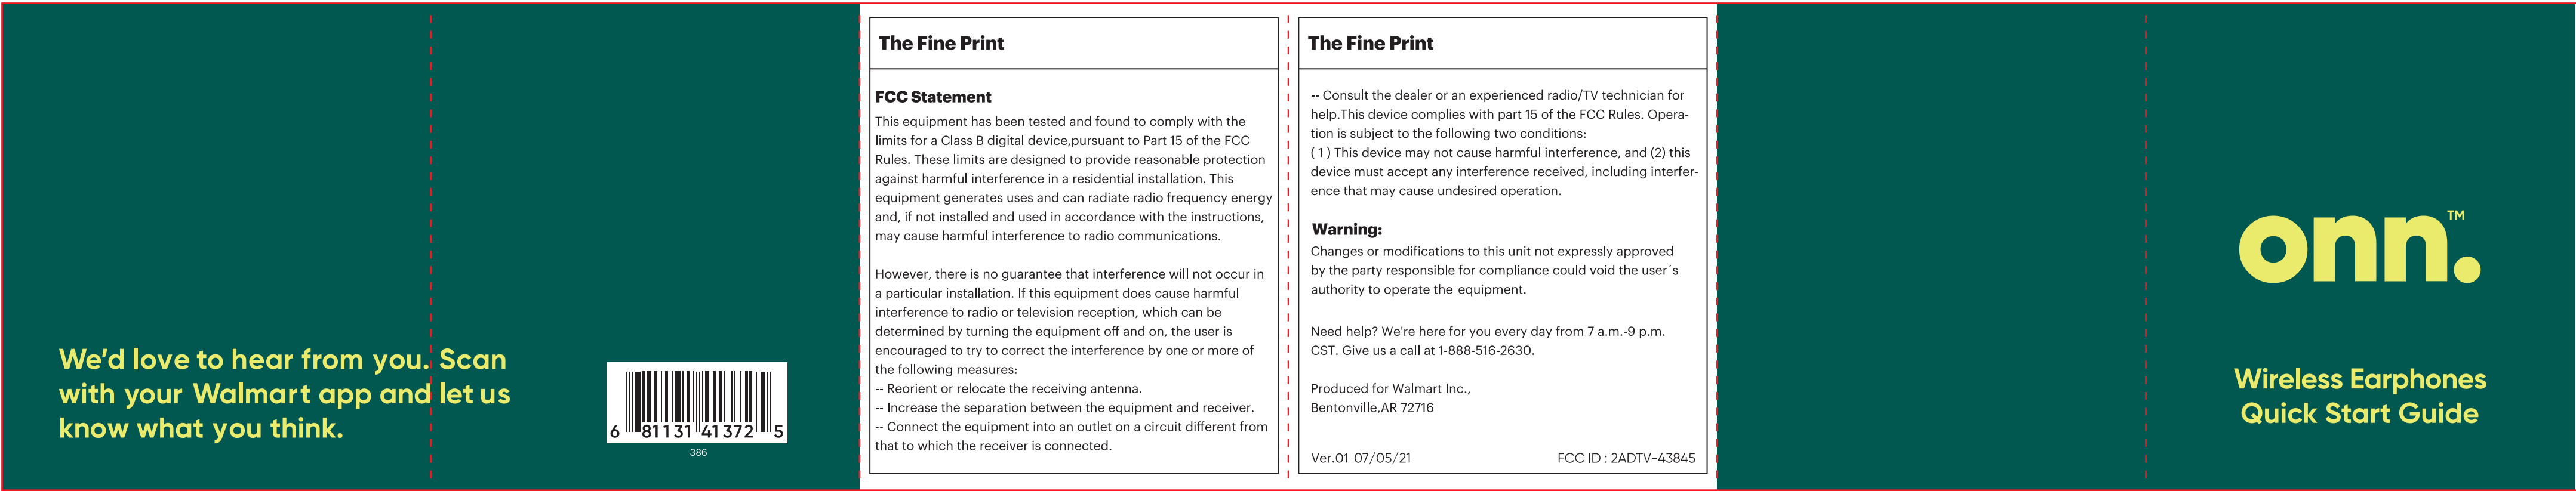 We'd love to hear from you. Scan
with your Walmart app and let us
know what you think.
6 81131 41372 5
386
The Fine Print
FCC Statement
This equipment has been tested and found to comply with the
limits for a Class B digital device,pursuant to Part 15 of the FCC
Rules. These limits are designed to provide reasonable protection
against harmful interference in a residential installation. This
equipment generates uses and can radiate radio frequency energy
and, if not installed and used in accordance with the instructions,
may cause harmful interference to radio communications.
However, there is no guarantee that interference will not occur in
a particular installation. If this equipment does cause harmful
interference to radio or television reception, which can be
determined by turning the equipment off and on, the user is
encouraged to try to correct the interference by one or more of
the following measures:
-- Reorient or relocate the receiving antenna.
-- Increase the separation between the equipment and receiver.
-- Connect the equipment into an outlet on a circuit different from
that to which the receiver is connected.
The Fine Print
-- Consult the dealer or an experienced radio/TV technician for
help.This device complies with part 15 of the FCC Rules. Opera-
tion is subject to the following two conditions:
( 1 ) This device may not cause harmful interference, and (2) this
device must accept any interference received, including interfer-
ence that may cause undesired operation.
Warning:
Changes or modifications to this unit not expressly approved
by the party responsible for compliance could void the user´s
authority to operate the equipment.
Need help? We're here for you every day from 7 a.m.-9 p.m.
CST. Give us a call at 1-888-516-2630.
Produced for Walmart Inc.,
Bentonville,AR 72716
Ver.01 07/05/21 FCC ID : 2ADTV-43845
onn.™
Wireless Earphones
Quick Start Guide